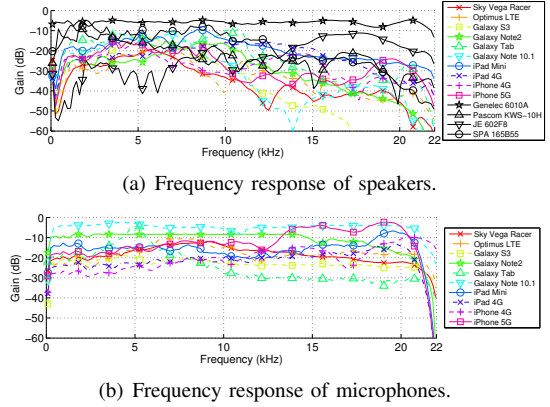 0
-10
-20
-30
-40
-50
-60
Gain (dB)
0
5
10
15
20
22
Frequency (kHz)
Sky Vega Racer
Optimus LTE
Galaxy S3
Galaxy Note2
Galaxy Tab
Galaxy Note 10.1
iPad Mini
iPad 4G
iPhone 4G
iPhone 5G
Genelec 6010A
Pascom KWS-10H
JE 602F8
SPA 165B55
(a) Frequency response of speakers.
0
-10
-20
-30
-40
-50
-60
Gain (dB)
0
5
10
15
20
22
Frequency (kHz)
Sky Vega Racer
Optimus LTE
Galaxy S3
Galaxy Note2
Galaxy Tab
Galaxy Note 10.1
iPad Mini
iPad 4G
iPhone 4G
iPhone 5G
(b) Frequency response of microphones.